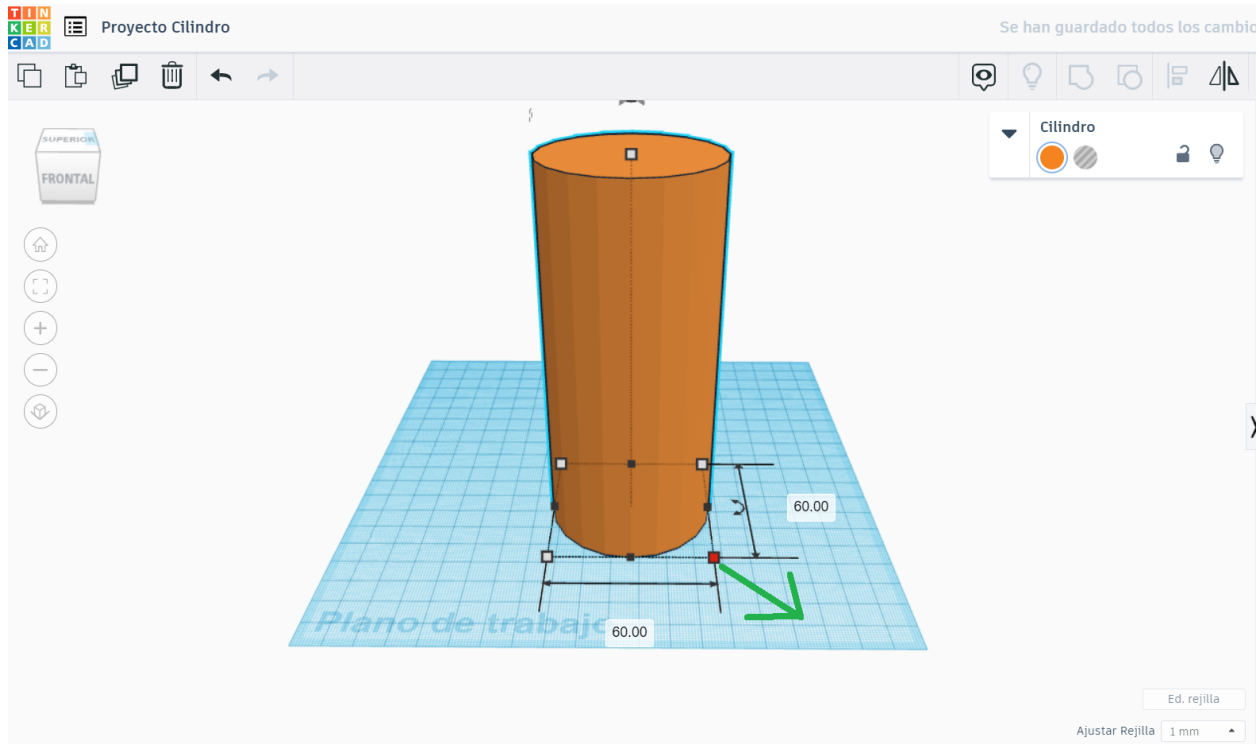 TIN
KER
CAD
Proyecto Cilindro
Se han guardado todos los cambio
SUPERIOR
FRONTAL
Cilindro
60.00
Plano de trabajo
60.00
Ed. rejilla
Ajustar Rejilla 1 mm